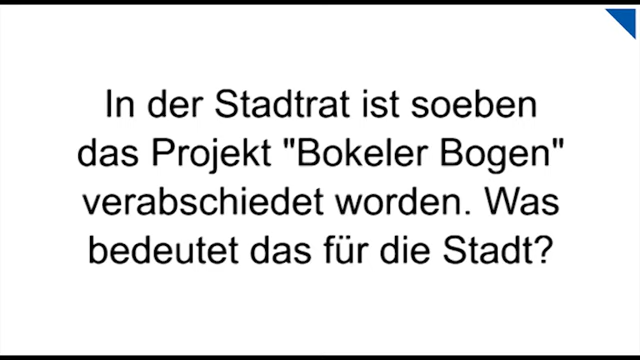 In der Stadtrat ist soeben
das Projekt "Bokeler Bogen"
verabschiedet worden. Was
bedeutet das für die Stadt?